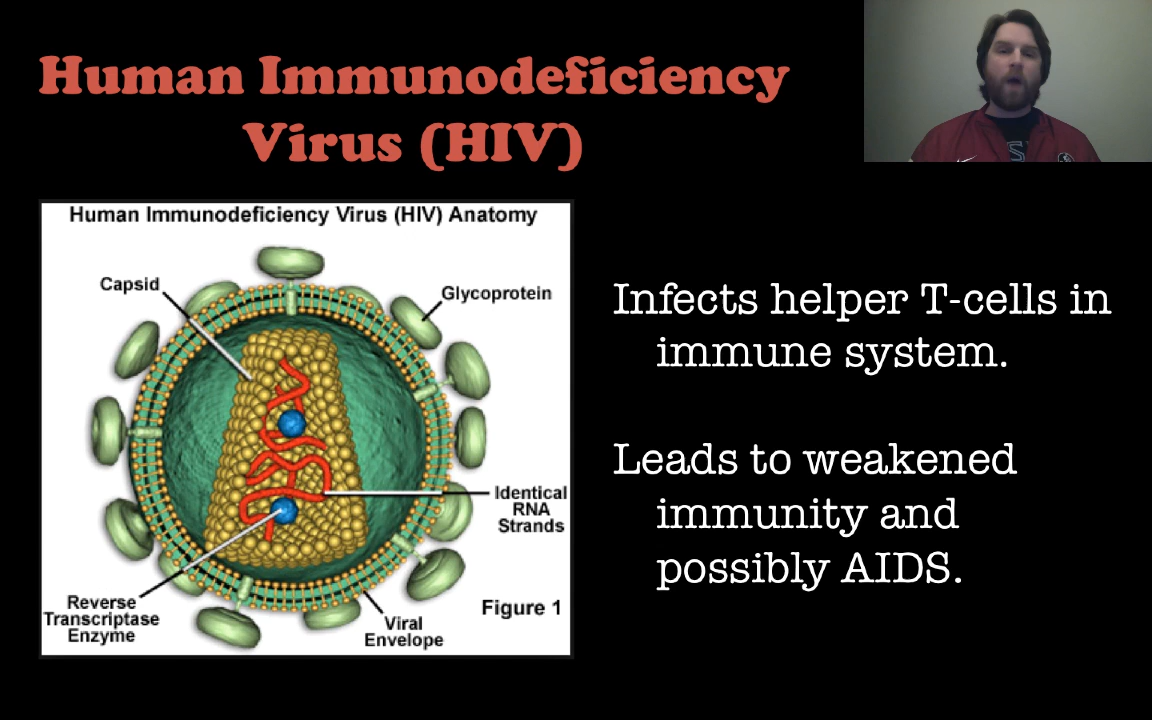 Human Immunodeficiency
Virus (HIV)
Human Immunodeficiency Virus (HIV) Anatomy
Capsid
Glycoprotein
Identical
RNA
Strands
Reverse
Transcriptase
Enzyme
Viral
Envelope
Figure 1
Infects helper T-cells in
immune system.
Leads to weakened
immunity and
possibly AIDS.